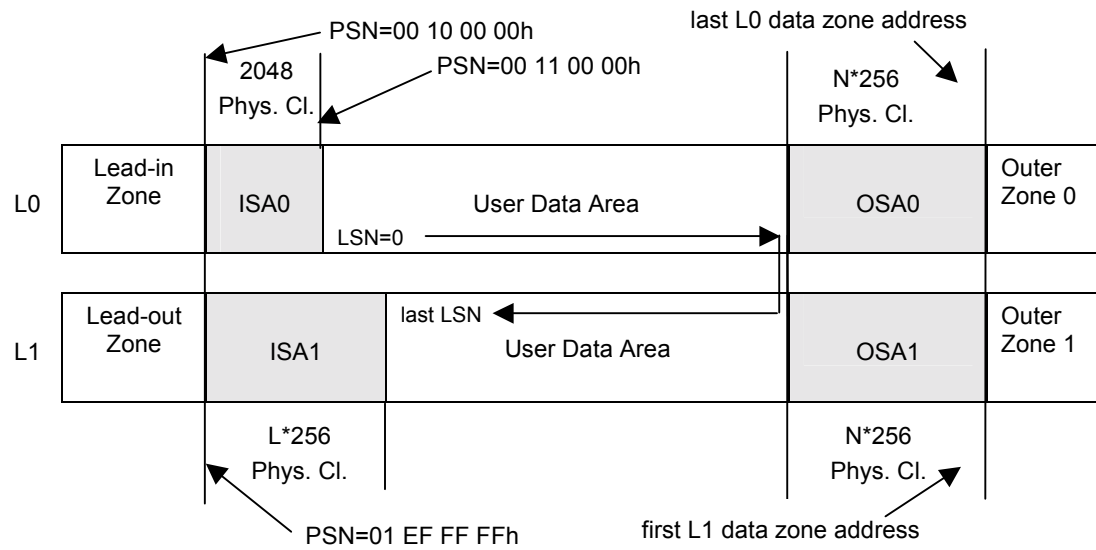 PSN=00 10 00 00h
last L0 data zone address
2048
Phys. Cl.
PSN=00 11 00 00h
N*256
Phys. Cl.
L0
Lead-in
Zone
ISA0
User Data Area
LSN=0
OSA0
Outer
Zone 0
L1
Lead-out
Zone
ISA1
last LSN
User Data Area
OSA1
Outer
Zone 1
L*256
Phys. Cl.
N*256
Phys. Cl.
PSN=01 EF FF FFh
first L1 data zone address